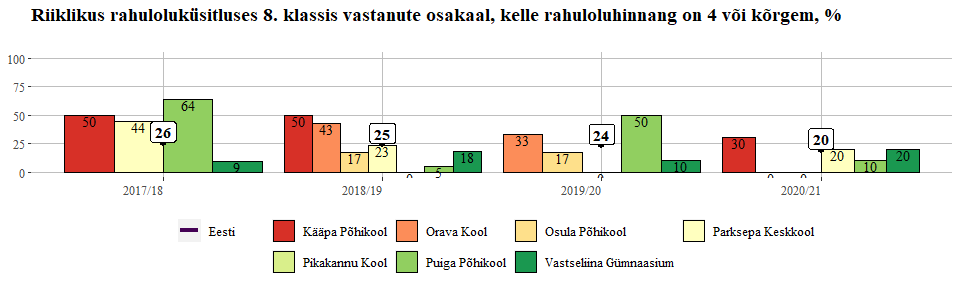 Riiklikus rahuloluküsitluses 8. klassis vastanute osakaal, kelle rahuloluhinnang on 4 või kõrgem, %
100
75
50
25
0
50 44 26 64 9
50 43 17 25 23 0 5 18
33 17 24 0 50 10
30 0 0 20 20 10 20
2017/18 2018/19 2019/20 2020/21
Eesti Kääpa Põhikool Orava Kool Osula Põhikool Parksepa Keskkool
Pikakannu Kool Puiga Põhikool Vastseliina Gümnaasium